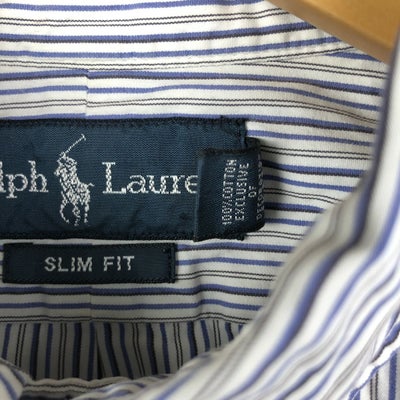 lph Laure
100% COTTON
EXCLUSIVE
OF
SLIM FIT